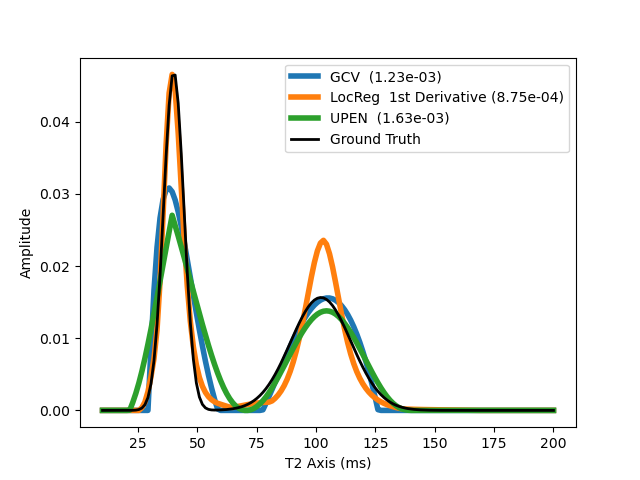 GCV (1.23e-03)
LocReg 1st Derivative (8.75e-04)
UPEN (1.63e-03)
Ground Truth
0.04
0.03
0.02
0.01
0.00
Amplitude
25 50 75 100 125 150 175 200
T2 Axis (ms)